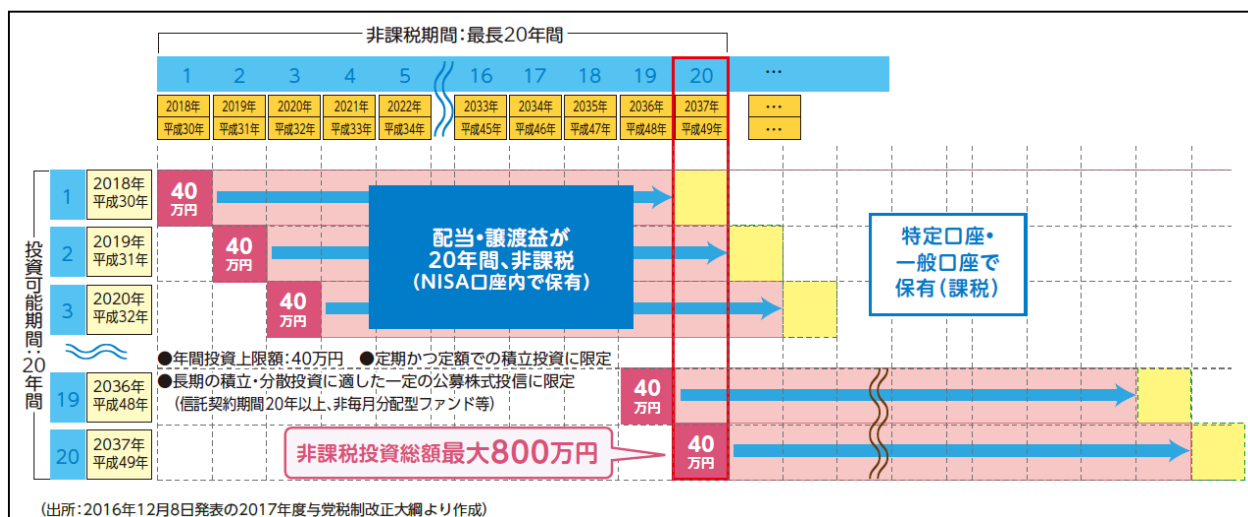 非課税期間：最長20年間
1 2 3 4 5 16 17 18 19 20 …
2018年 2019年 2020年 2021年 2022年 2033年 2034年 2035年 2036年 2037年 …
平成30年 平成31年 平成32年 平成33年 平成34年 平成45年 平成46年 平成47年 平成48年 平成49年 …
投資可能期間：20年間
1 2018年
平成30年
40
万円
2 2019年
平成31年
40
万円
3 2020年
平成32年
40
万円
配当・譲渡益が
20年間、非課税
(NISA口座内で保有)
特定口座・
一般口座で
保有(課税)
●年間投資上限額：40万円 ●定期かつ定額での積立投資に限定
●長期の積立・分散投資に適した一定の公募株式投信に限定
(信託契約期間20年以上、非毎月分配型ファンド等)
19 2036年
平成48年
40
万円
20 2037年
平成49年
非課税投資総額最大800万円
40
万円
(出所：2016年12月8日発表の2017年度与党税制改正大綱より作成)